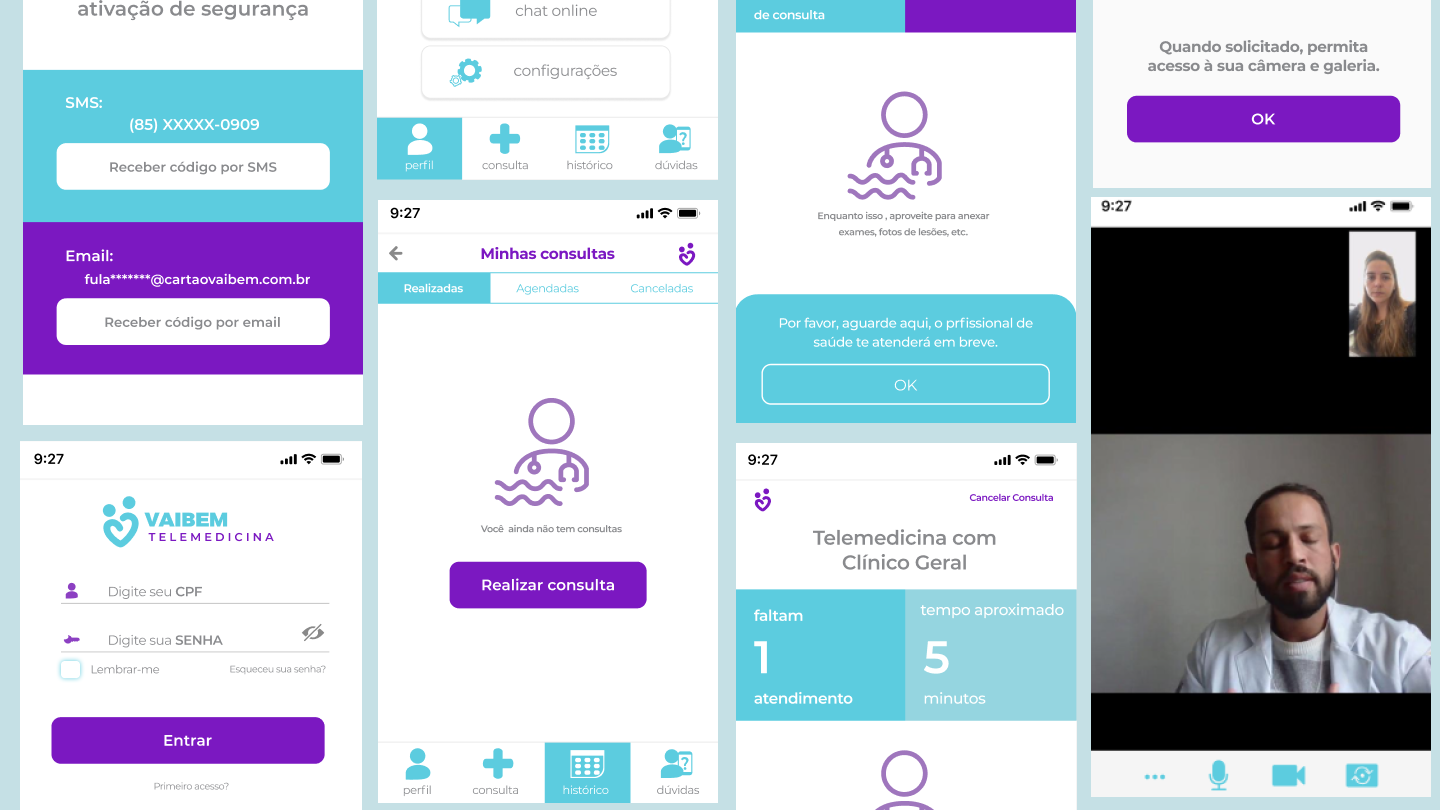 ativação de segurança
SMS:
(85) XXXXX-0909
Receber código por SMS
Email:
fula*******@cartaovaibem.com.br
Receber código por email
9:27
VAIBEM
TELEMEDICINA
Digite seu CPF
Digite sua SENHA
Lembrar-me
Esqueceu sua senha?
Entrar
Primeiro acesso?
chat online
configurações
perfil
consulta
histórico
dúvidas
9:27
Minhas consultas
Realizadas
Agendadas
Canceladas
Você ainda não tem consultas
Realizar consulta
perfil
consulta
histórico
dúvidas
de consulta
Enquanto isso , aproveite para anexar
exames, fotos de lesões, etc.
Por favor, aguarde aqui, o prfissional de
saúde te atenderá em breve.
OK
9:27
Cancelar Consulta
Telemedicina com
Clínico Geral
faltam
1
atendimento
tempo aproximado
5
minutos
Quando solicitado, permita
acesso à sua câmera e galeria.
OK
9:27